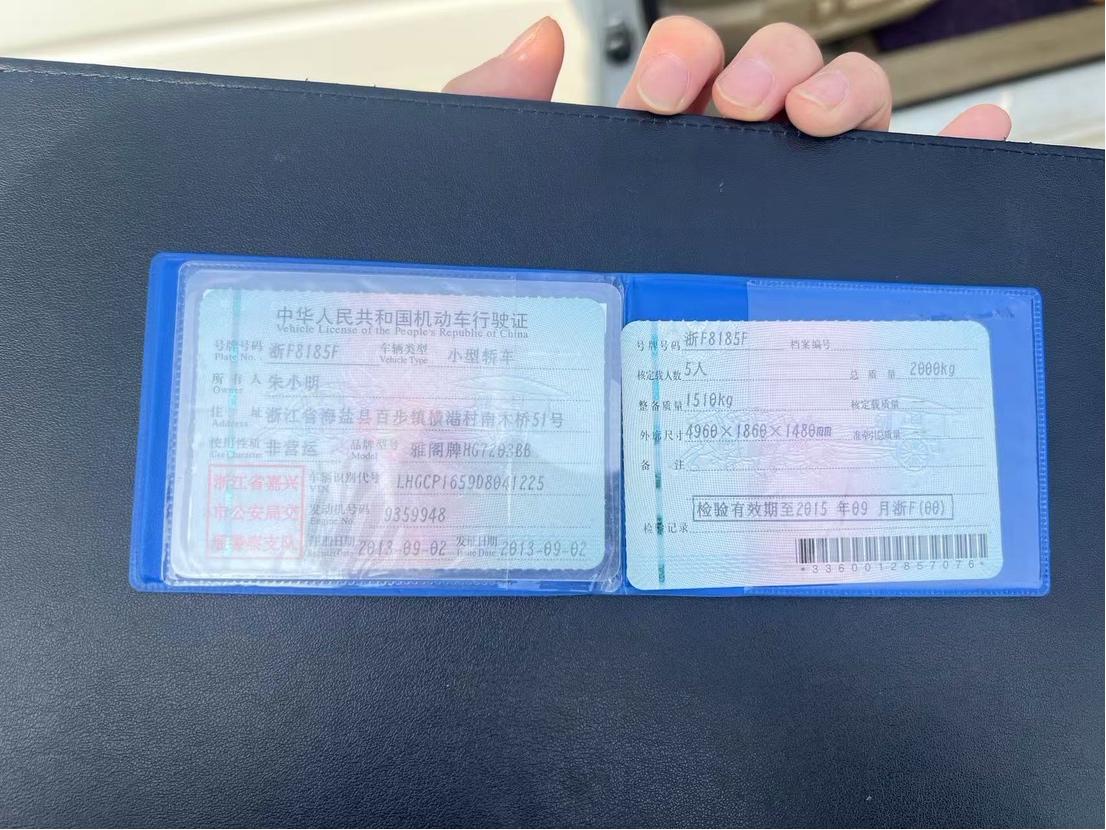 中华人民共和国机动车行驶证
Vehicle License of the People's Republic of China
号牌号码 浙F8185F 车辆类型 小型轿车
Plate No. Vehicle Type
所有人 朱小明
Owner
住址 浙江省海盐县百步镇横港村南木桥51号
Address
使用性质 非营运 品牌型号 雅阁牌HG7203BB
Use Character Model
浙江省嘉兴
市公安局交
通警察支队
车辆识别代号 LHGCP1659D8041225
VIN
发动机号码 9359948
Engine No.
注册日期 2013-09-02 发证日期 2013-09-02
Register Date Issue Date
号牌号码 浙F8185F 档案编号
核定载人数 5人 总质量 2000kg
整备质量 1510kg 核定载质量
外廓尺寸 4960×1860×1480mm 准牵引总质量
备注
检验有效期至2015 年09 月浙F(00)
检验记录
*3360012857076*